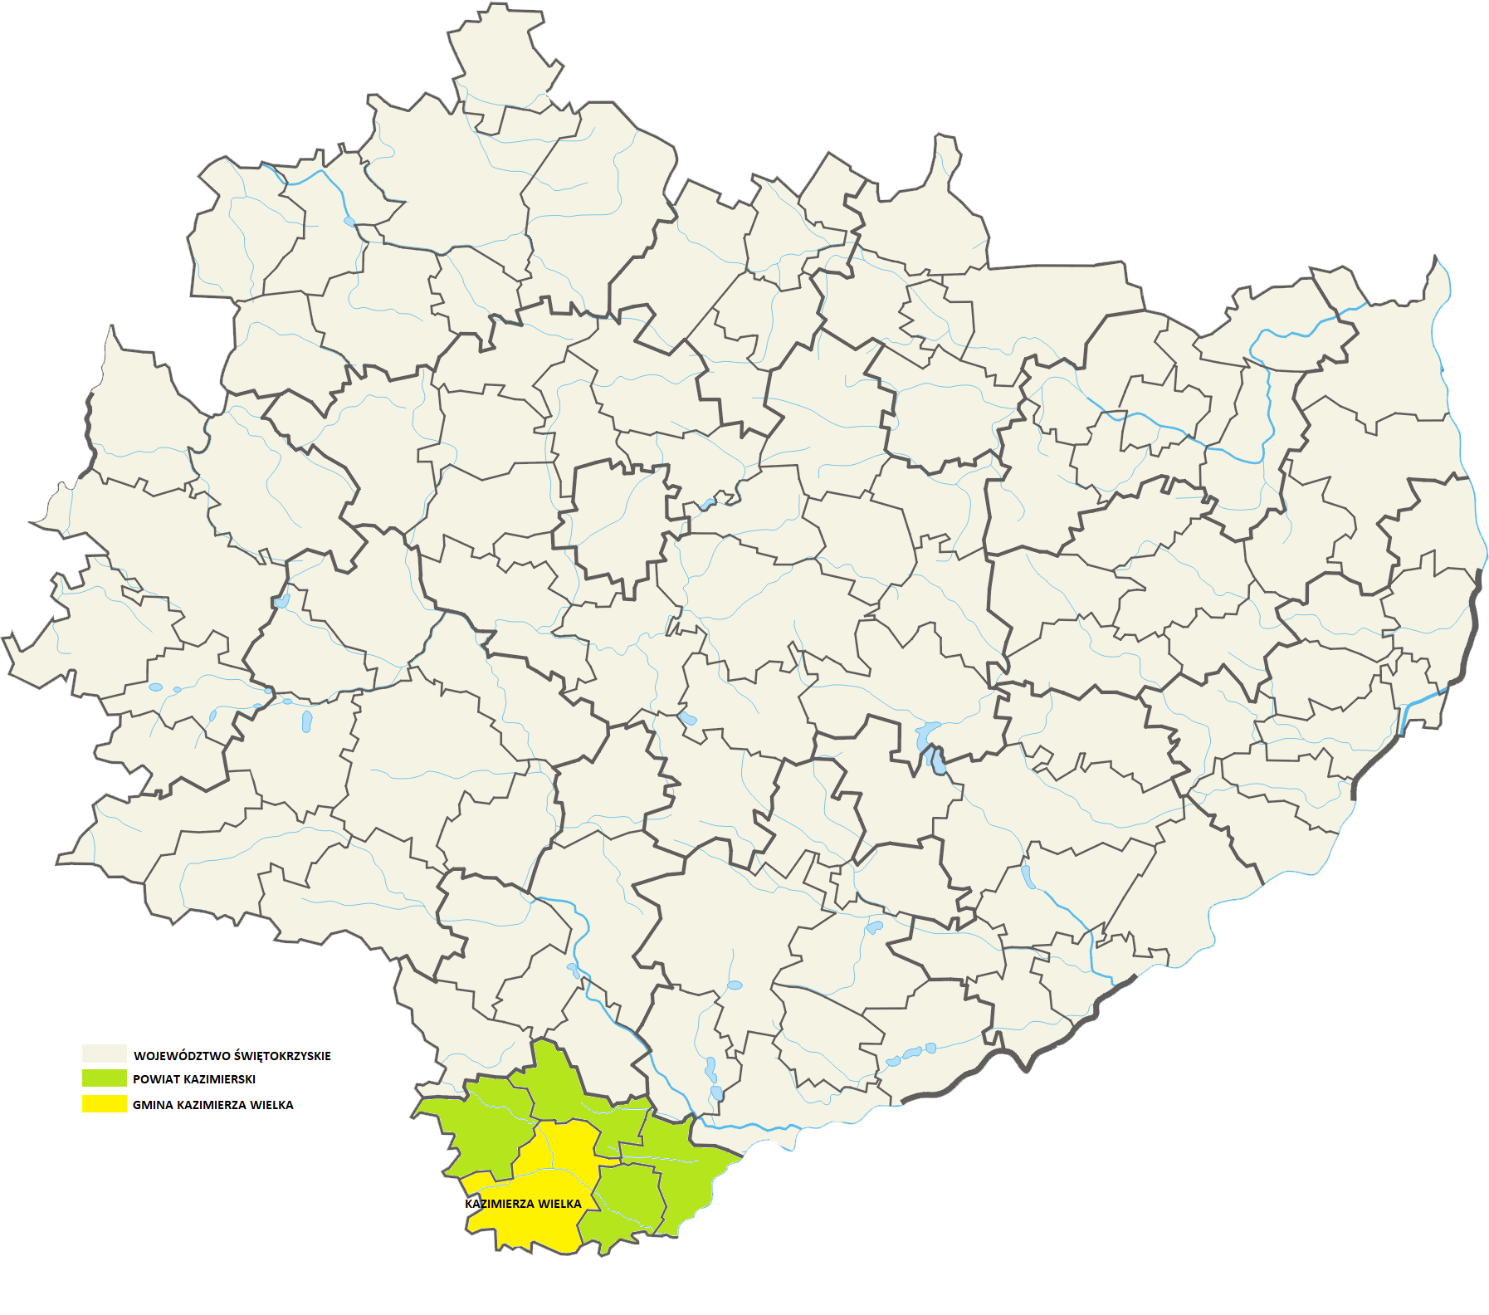 WOJEWÓDZTWO ŚWIĘTOKRZYSKIE
POWIAT KAZIMIERSKI
GMINA KAZIMIERZA WIELKA
KAZIMIERZA WIELKA